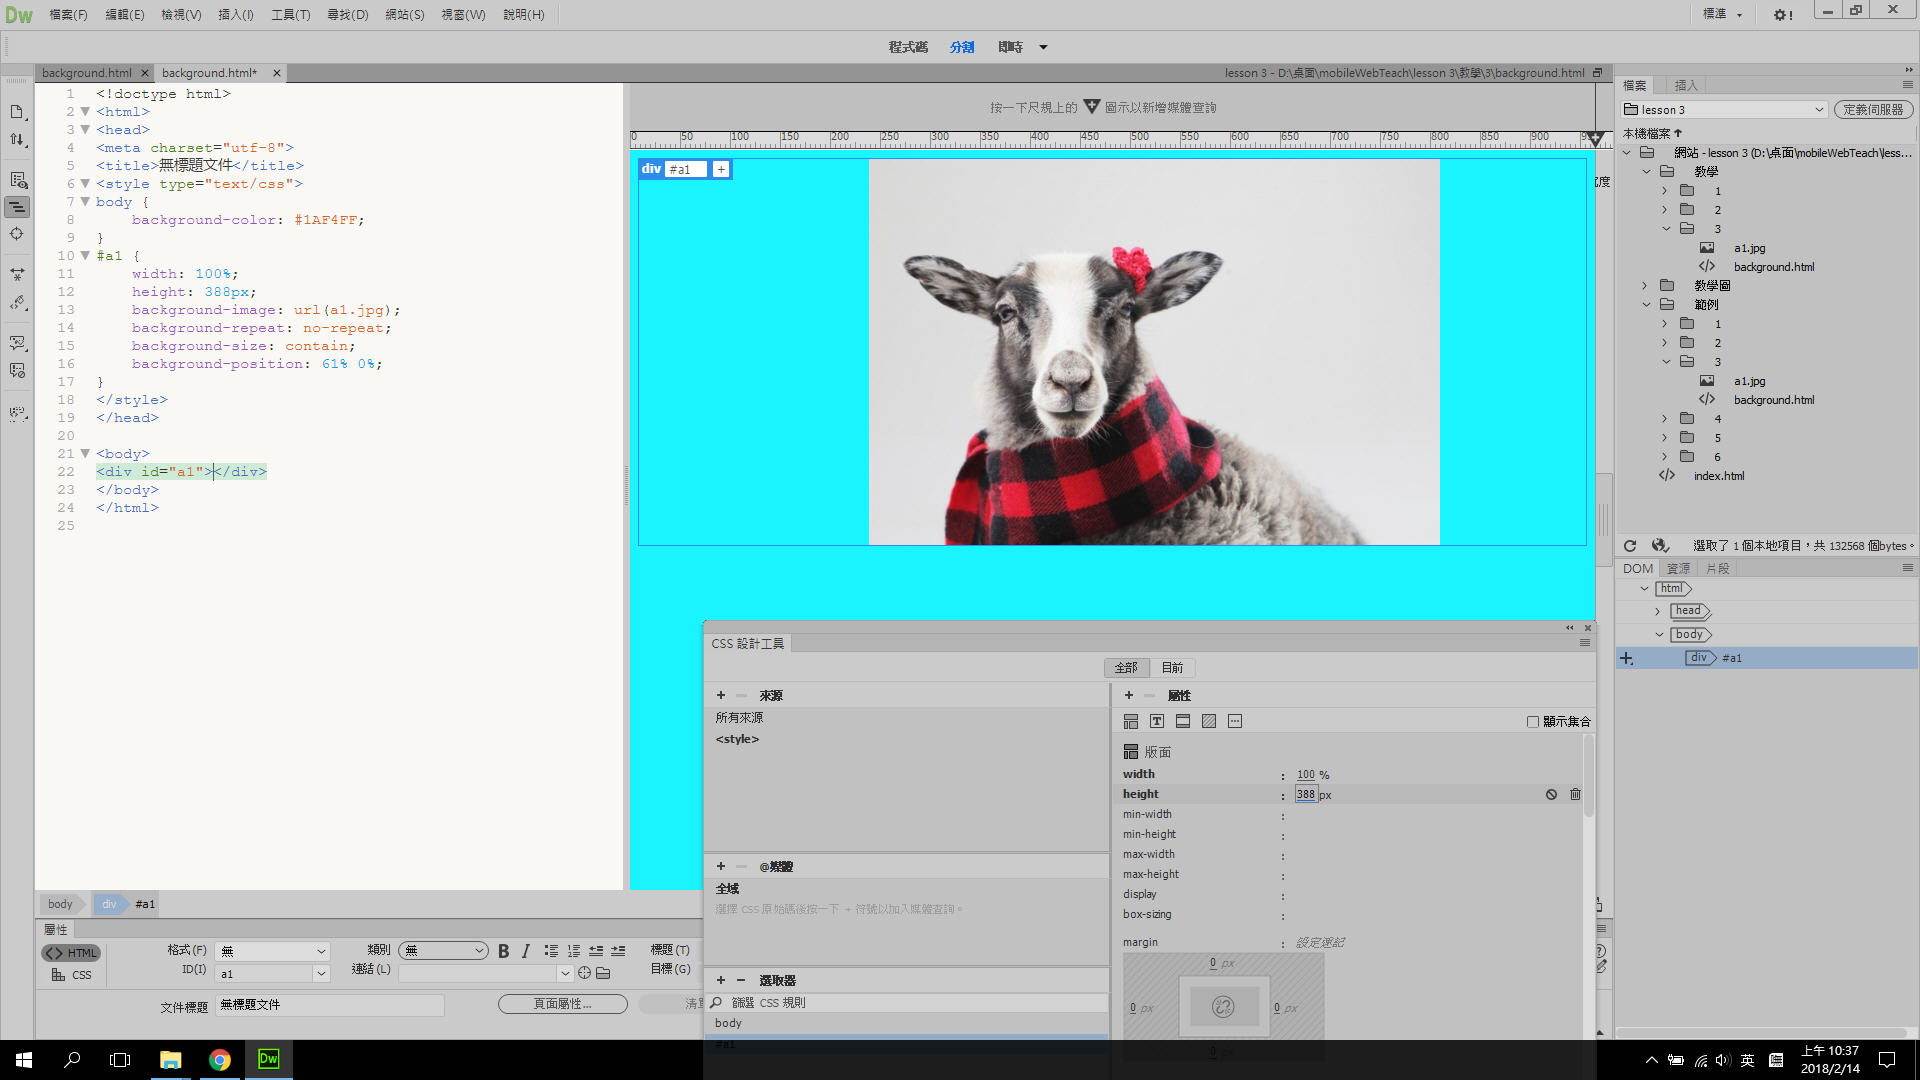 Dw 檔案(F) 編輯(E) 檢視(V) 插入(I) 工具(T) 尋找(D) 網站(S) 視窗(W) 說明(H) 標準
程式碼 分割 即時
background.html × background.html* × lesson 3 - D:\桌面\mobileWebTeach\lesson 3\教學\3\background.html
1 <!doctype html>
2 <html>
3 <head>
4 <meta charset="utf-8">
5 <title>無標題文件</title>
6 <style type="text/css">
7 body {
8 background-color: #1AF4FF;
9 }
10 #a1 {
11 width: 100%;
12 height: 388px;
13 background-image: url(a1.jpg);
14 background-repeat: no-repeat;
15 background-size: contain;
16 background-position: 61% 0%;
17 }
18 </style>
19 </head>
20
21 <body>
22 <div id="a1"></div>
23 </body>
24 </html>
25
按一下尺規上的 圖示以新增媒體查詢
0 50 100 150 200 250 300 350 400 450 500 550 600 650 700 750 800 850 900
div #a1 +
body div #a1
屬性
HTML 格式(F) 無 類別 無 B I 標題(T)
CSS ID(I) a1 連結(L) 目標(G)
文件標題 無標題文件 頁面屬性...
CSS 設計工具
全部 目前
+ 來源
所有來源
<style>
+ @媒體
全域
選擇 CSS 原始碼後按一下 + 符號以加入媒體查詢。
+ 選取器
篩選 CSS 規則
body
#a1
+ 屬性
顯示集合
版面
width : 100 %
height : 388 px
min-width :
min-height :
max-width :
max-height :
display :
box-sizing :
margin : 設定速記
0 px
0 px 0 px
0 px
檔案 插入
lesson 3 定義伺服器
本機檔案
網站 - lesson 3 (D:\桌面\mobileWebTeach\less...
教學
1
2
3
a1.jpg
background.html
教學圖
範例
1
2
3
a1.jpg
background.html
4
5
6
index.html
選取了 1 個本地項目，共 132568 個bytes。
DOM 資源 片段
html
head
body
div #a1
Dw 英 上午 10:37
2018/2/14